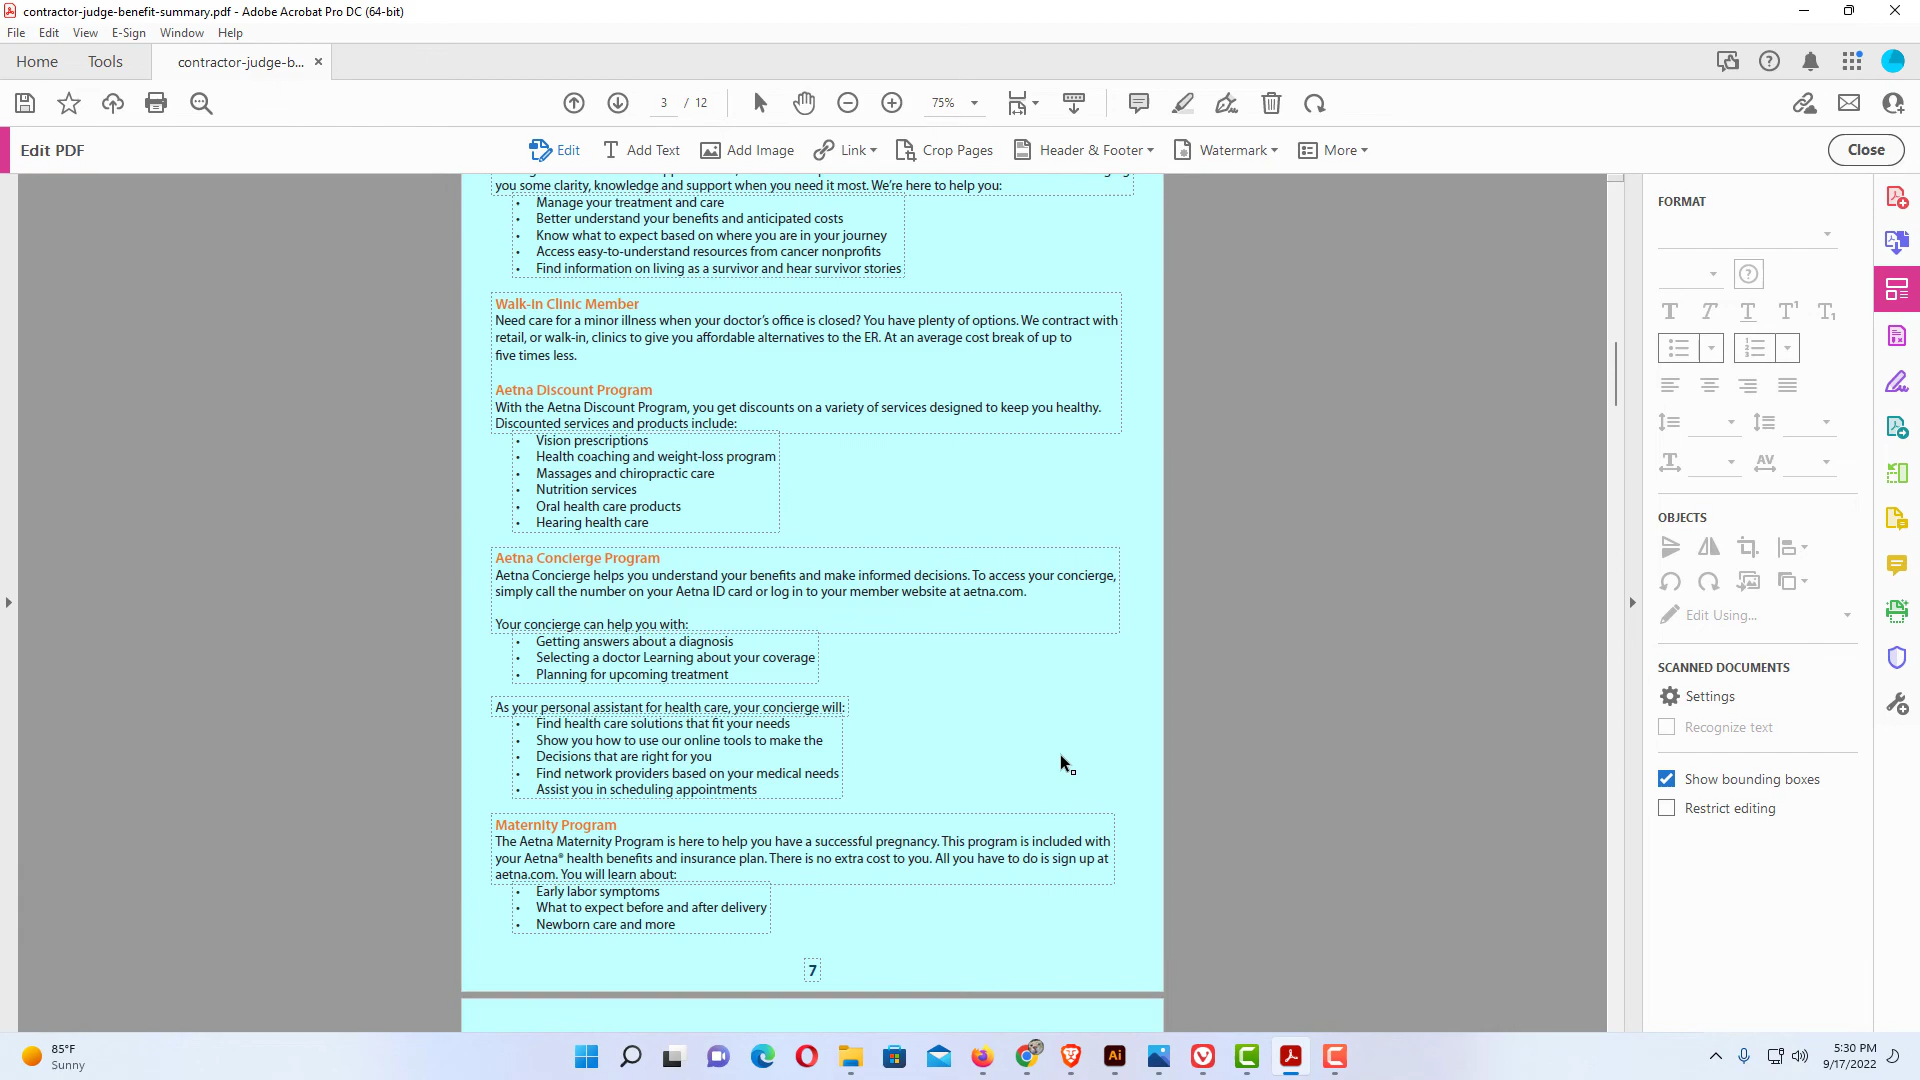 contractor-judge-benefit-summary.pdf - Adobe Acrobat Pro DC (64-bit)
File Edit View E-Sign Window Help
Home Tools contractor-judge-b... ×
3 / 12 75%
Edit PDF Edit Add Text Add Image Link Crop Pages Header & Footer Watermark More Close
you some clarity, knowledge and support when you need it most. We're here to help you:
• Manage your treatment and care
• Better understand your benefits and anticipated costs
• Know what to expect based on where you are in your journey
• Access easy-to-understand resources from cancer nonprofits
• Find information on living as a survivor and hear survivor stories
Walk-In Clinic Member
Need care for a minor illness when your doctor's office is closed? You have plenty of options. We contract with
retail, or walk-in, clinics to give you affordable alternatives to the ER. At an average cost break of up to
five times less.
Aetna Discount Program
With the Aetna Discount Program, you get discounts on a variety of services designed to keep you healthy.
Discounted services and products include:
• Vision prescriptions
• Health coaching and weight-loss program
• Massages and chiropractic care
• Nutrition services
• Oral health care products
• Hearing health care
Aetna Concierge Program
Aetna Concierge helps you understand your benefits and make informed decisions. To access your concierge,
simply call the number on your Aetna ID card or log in to your member website at aetna.com.
Your concierge can help you with:
• Getting answers about a diagnosis
• Selecting a doctor Learning about your coverage
• Planning for upcoming treatment
As your personal assistant for health care, your concierge will:
• Find health care solutions that fit your needs
• Show you how to use our online tools to make the
• Decisions that are right for you
• Find network providers based on your medical needs
• Assist you in scheduling appointments
Maternity Program
The Aetna Maternity Program is here to help you have a successful pregnancy. This program is included with
your Aetna® health benefits and insurance plan. There is no extra cost to you. All you have to do is sign up at
aetna.com. You will learn about:
• Early labor symptoms
• What to expect before and after delivery
• Newborn care and more
7
FORMAT
OBJECTS
Edit Using...
SCANNED DOCUMENTS
Settings
Recognize text
Show bounding boxes
Restrict editing
85°F
Sunny
5:30 PM
9/17/2022